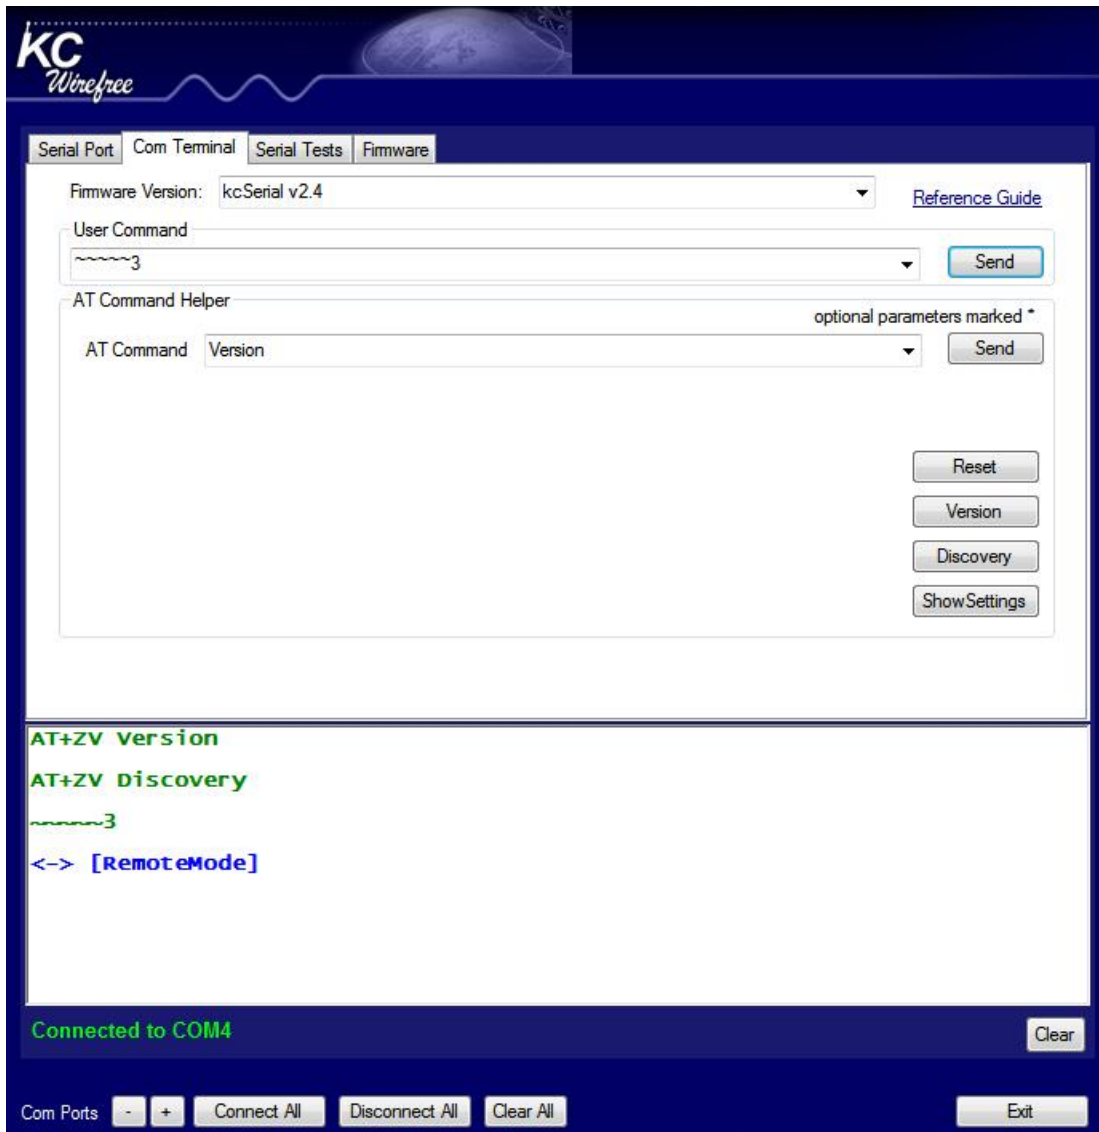 KC
Wirefree
Serial Port Com Terminal Serial Tests Firmware
Firmware Version: kcSerial v2.4 Reference Guide
User Command
~~~~~3 Send
AT Command Helper
optional parameters marked *
AT Command Version Send
Reset
Version
Discovery
ShowSettings
AT+ZV Version
AT+ZV Discovery
~~~~~3
<-> [RemoteMode]
Connected to COM4 Clear
Com Ports - + Connect All Disconnect All Clear All Exit